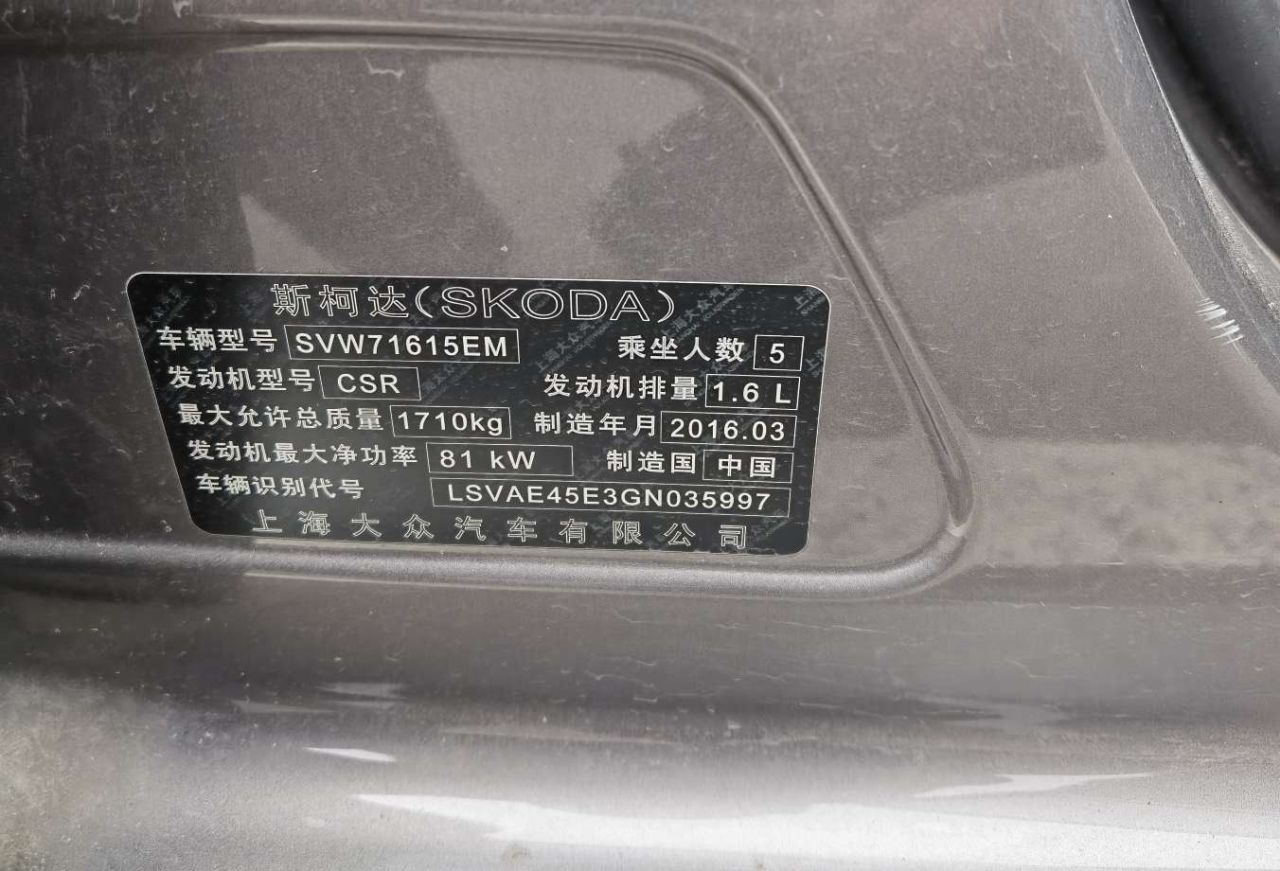 斯柯达(SKODA)
车辆型号 SVW71615EM 乘坐人数 5
发动机型号 CSR 发动机排量 1.6 L
最大允许总质量 1710kg 制造年月 2016.03
发动机最大净功率 81 kW 制造国 中国
车辆识别代号 LSVAE45E3GN035997
上海大众汽车有限公司